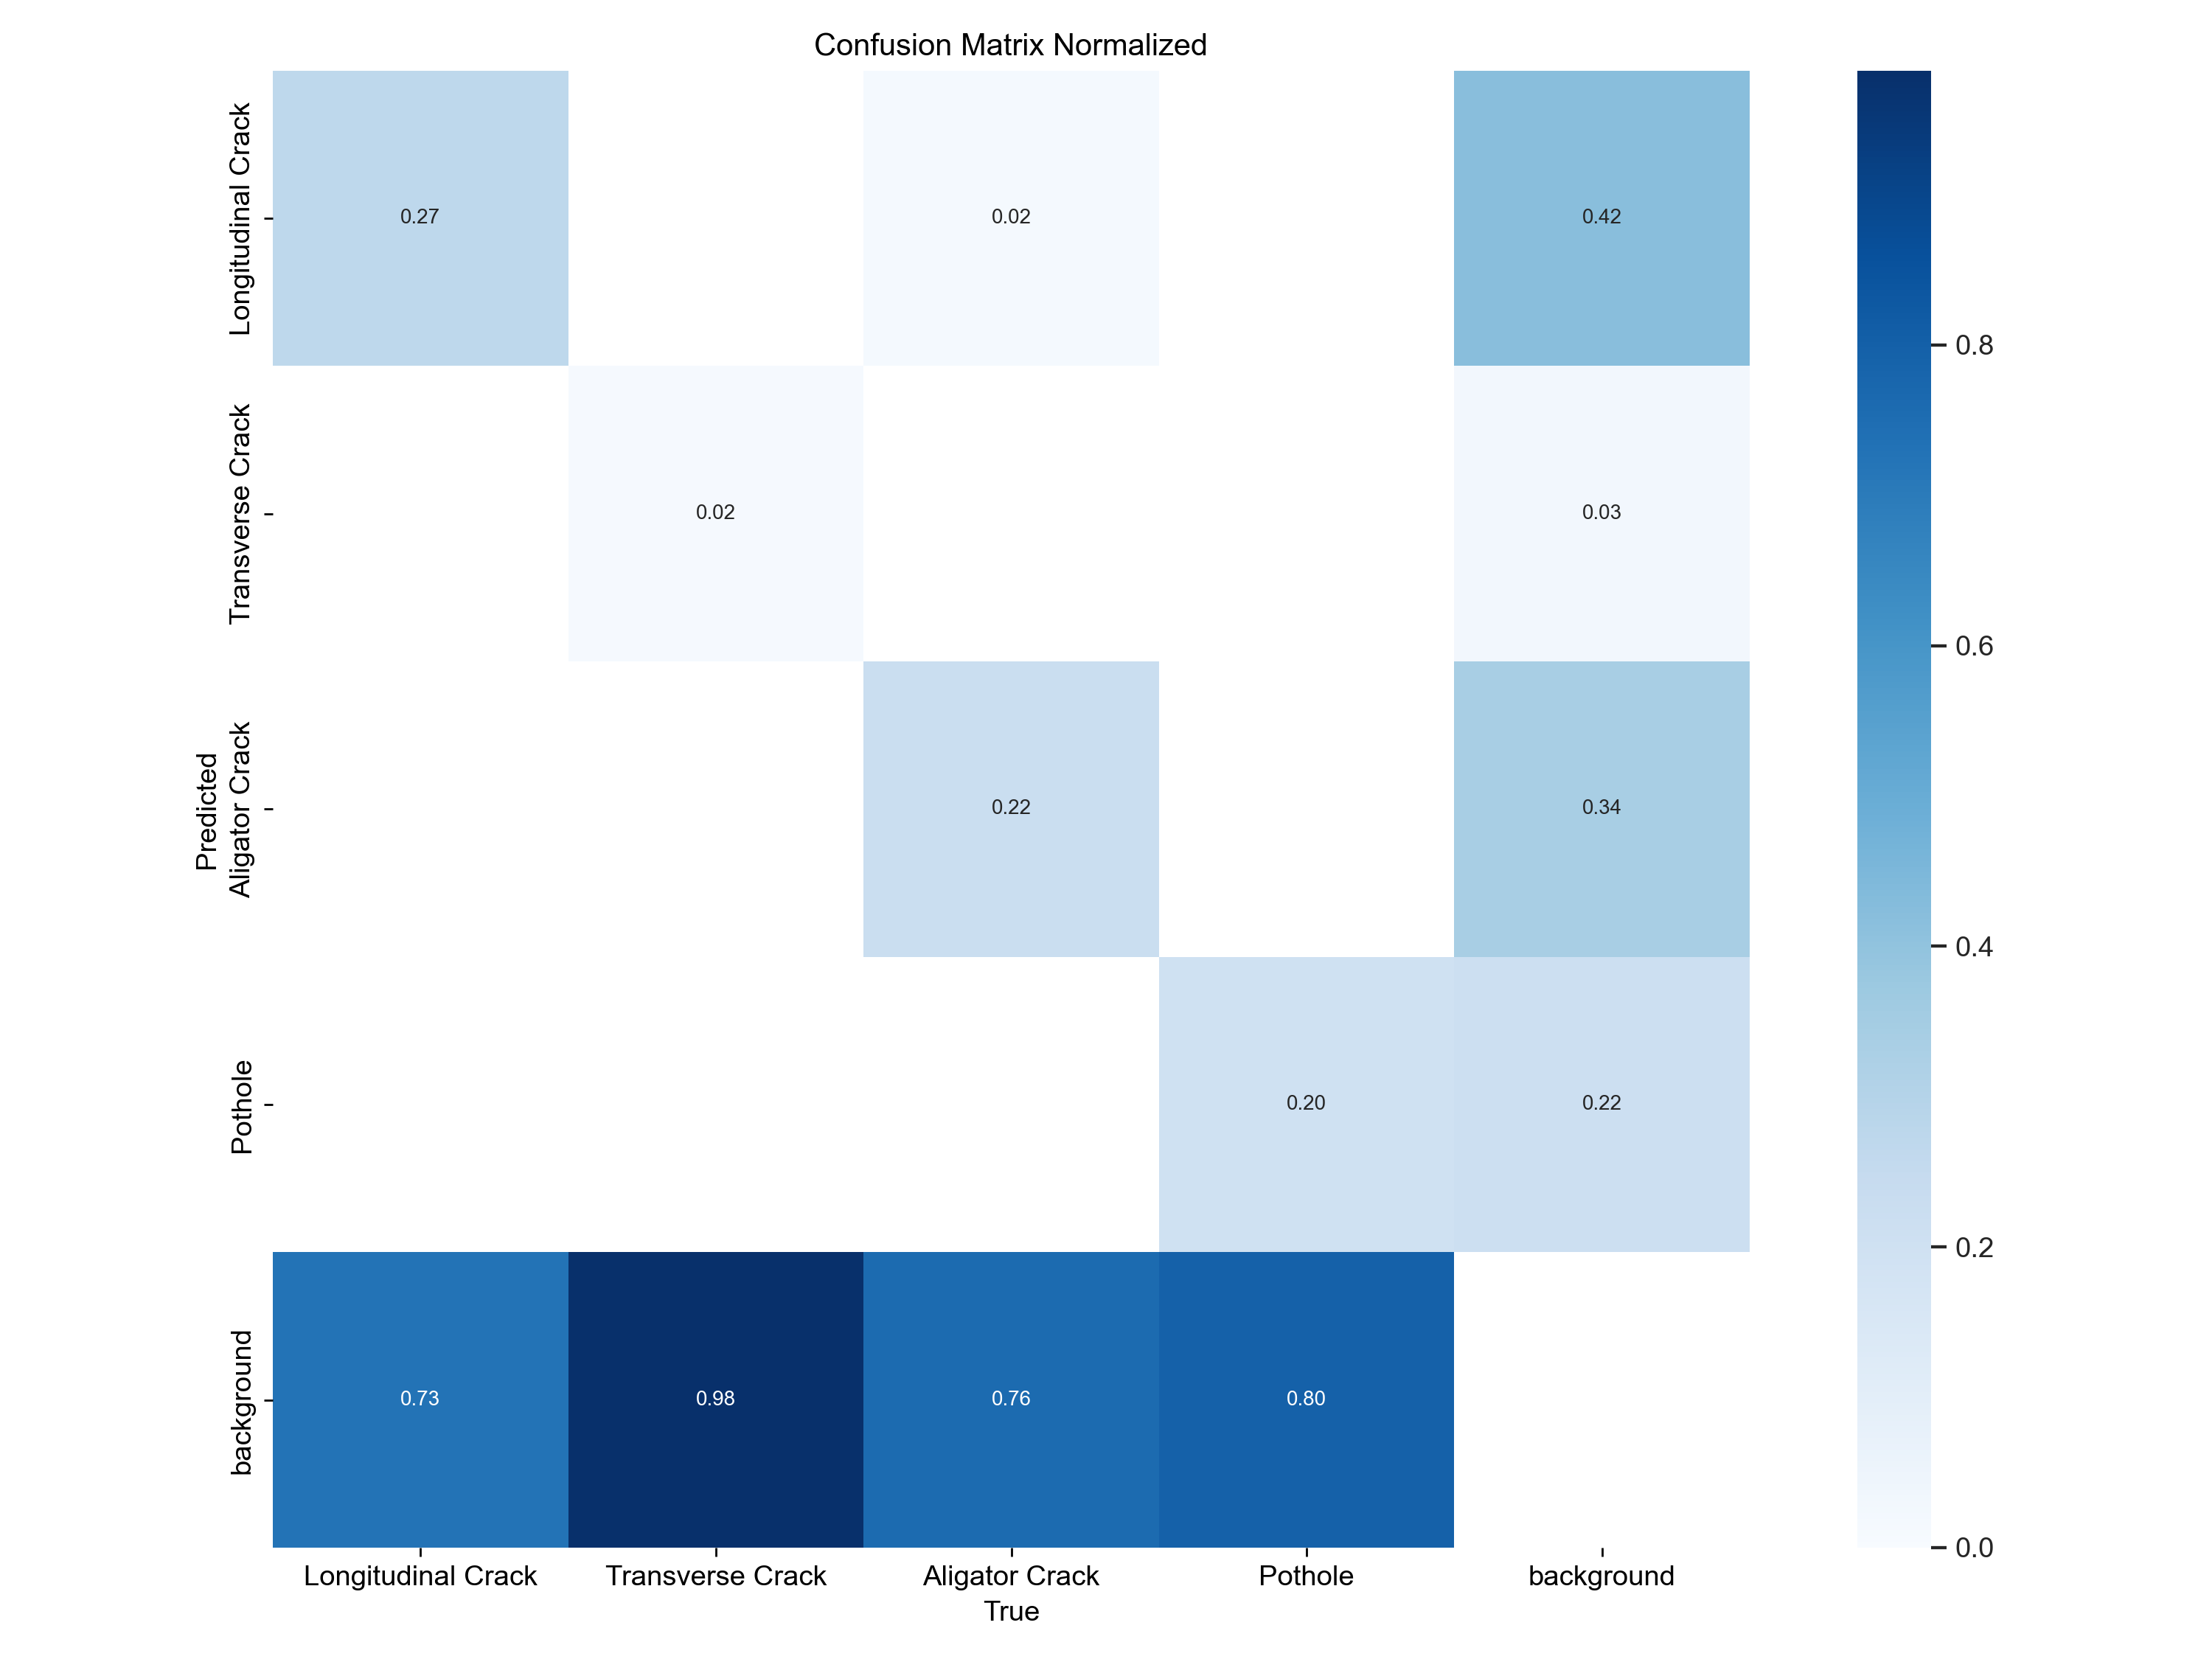 Confusion Matrix Normalized
Longitudinal Crack
0.27
0.02
0.42
0.8
Transverse Crack
0.02
0.03
0.6
Predicted
Aligator Crack
0.22
0.34
0.4
Pothole
0.20
0.22
0.2
background
0.73
0.98
0.76
0.80
0.0
Longitudinal Crack
Transverse Crack
Aligator Crack
Pothole
background
True